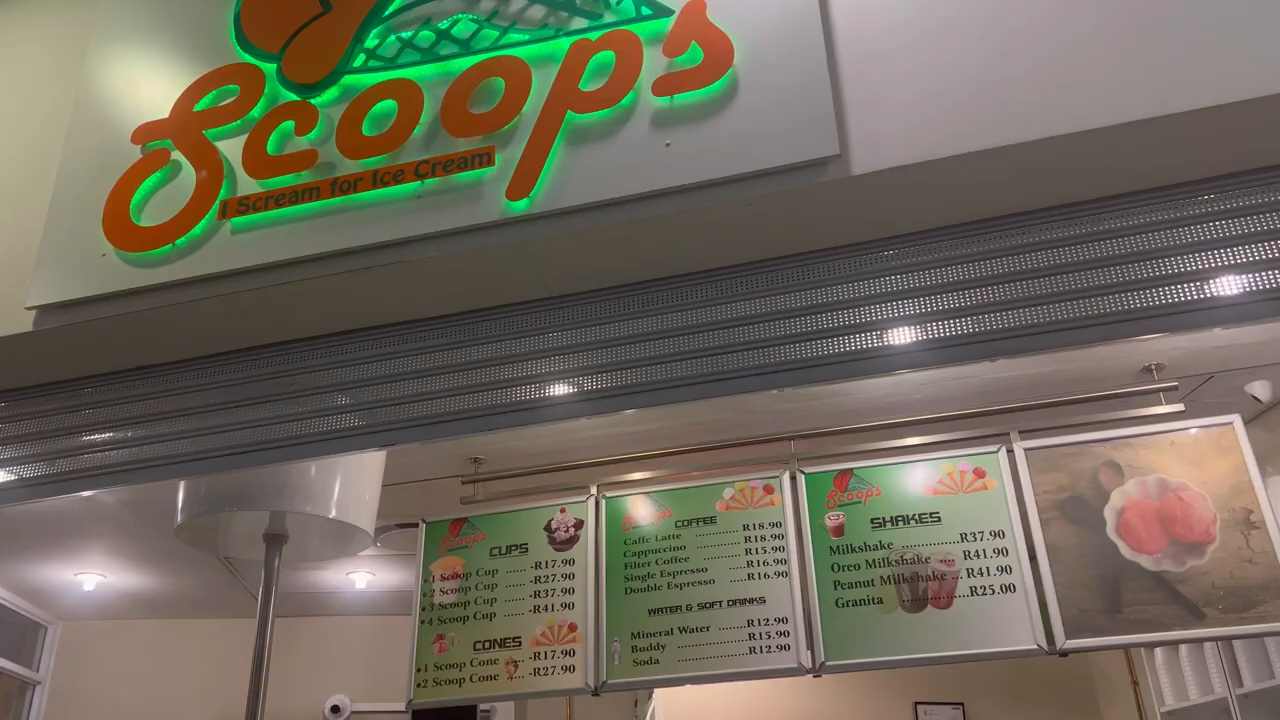 Scoops
I Scream for Ice Cream
Scoops
CUPS
• 1 Scoop Cup ...... -R17.90
• 2 Scoop Cup ...... -R27.90
• 3 Scoop Cup ...... -R37.90
• 4 Scoop Cup ...... -R41.90
CONES
• 1 Scoop Cone ..... -R17.90
• 2 Scoop Cone ..... -R27.90
Scoops
COFFEE
Caffe Latte ............ R18.90
Cappuccino ........... R18.90
Filter Coffee ......... R15.90
Single Espresso ....R16.90
Double Espresso ....R16.90
WATER & SOFT DRINKS
Mineral Water ........R12.90
Buddy ....................R15.90
Soda ......................R12.90
Scoops
SHAKES
Milkshake ................R37.90
Oreo Milkshake .... R41.90
Peanut Milkshake ... R41.90
Granita ..................R25.00